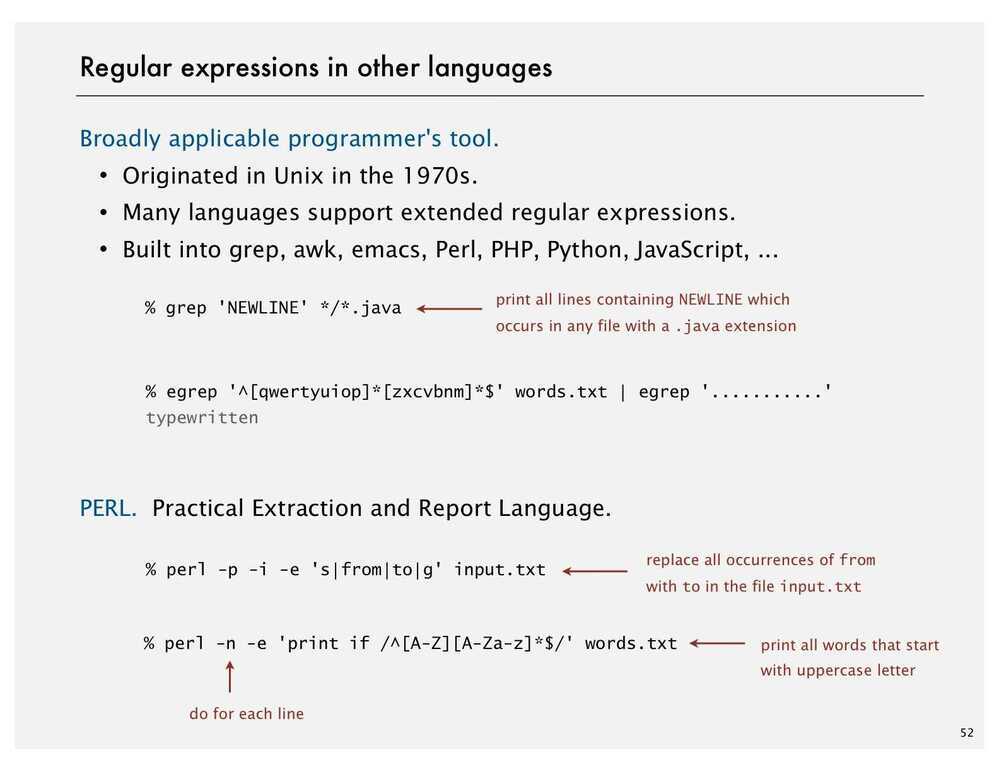 Regular expressions in other languages
Broadly applicable programmer's tool.
• Originated in Unix in the 1970s.
• Many languages support extended regular expressions.
• Built into grep, awk, emacs, Perl, PHP, Python, JavaScript, ...
% grep 'NEWLINE' */*.java
print all lines containing NEWLINE which
occurs in any file with a .java extension
% egrep '^[qwertyuiop]*[zxcvbnm]*$' words.txt | egrep '...........'
typewritten
PERL. Practical Extraction and Report Language.
% perl -p -i -e 's|from|to|g' input.txt
replace all occurrences of from
with to in the file input.txt
% perl -n -e 'print if /^[A-Z][A-Za-z]*$/' words.txt
print all words that start
with uppercase letter
do for each line
52